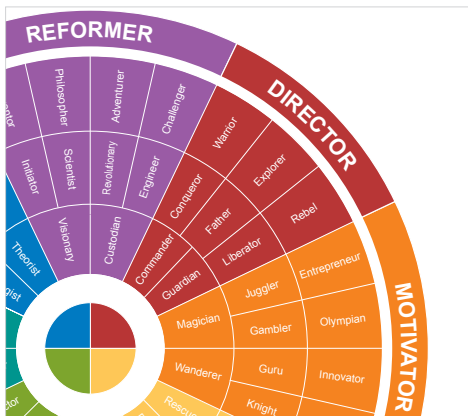 REFORMER
DIRECTOR
MOTIVATOR
Philosopher
Adventurer
Challenger
Initiator
Scientist
Revolutionary
Engineer
Visionary
Custodian
Warrior
Explorer
Rebel
Conqueror
Father
Liberator
Commander
Guardian
Entrepreneur
Olympian
Innovator
Juggler
Gambler
Guru
Knight
Magician
Wanderer
Theorist